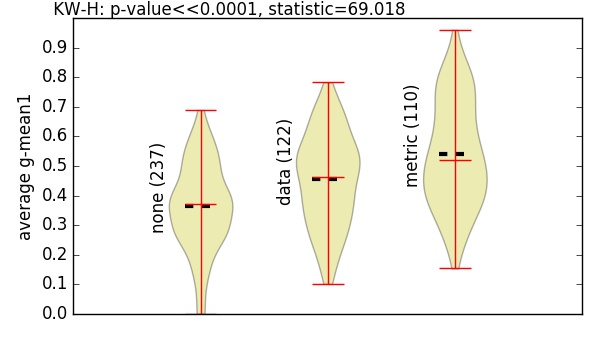 KW-H: p-value<<0.0001, statistic=69.018
average g-mean1
0.9
0.8
0.7
0.6
0.5
0.4
0.3
0.2
0.1
0.0
none (237)
data (122)
metric (110)